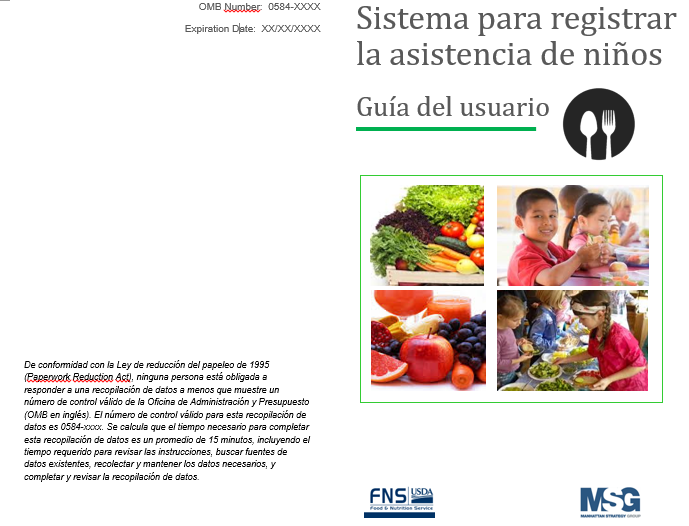 OMB Number: 0584-XXXX
Expiration Date: XX/XX/XXXX
De conformidad con la Ley de reducción del papeleo de 1995
(Paperwork Reduction Act), ninguna persona está obligada a
responder a una recopilación de datos a menos que muestre un
número de control válido de la Oficina de Administración y Presupuesto
(OMB en inglés). El número de control válido para esta recopilación de
datos es 0584-xxxx. Se calcula que el tiempo necesario para completar
esta recopilación de datos es un promedio de 15 minutos, incluyendo el
tiempo requerido para revisar las instrucciones, buscar fuentes de
datos existentes, recolectar y mantener los datos necesarios, y
completar y revisar la recopilación de datos.
Sistema para registrar
la asistencia de niños
Guía del usuario
FNS USDA
Food & Nutrition Service
MSG
MANHATTAN STRATEGY GROUP